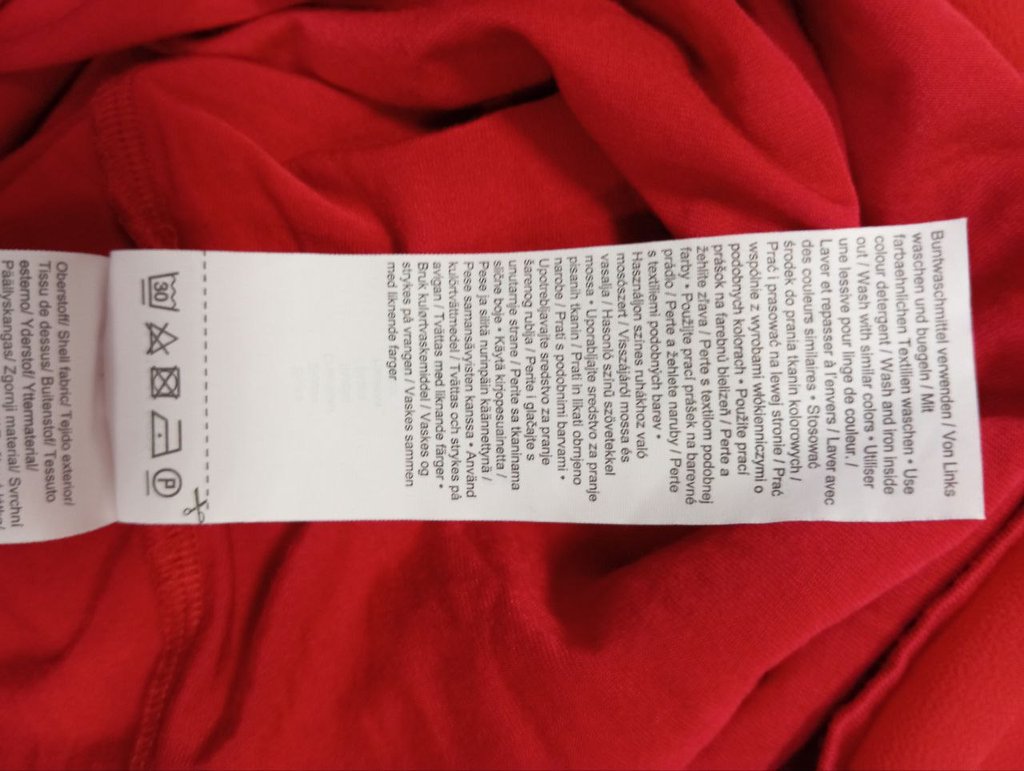 Buntwaschmittel verwenden / Von Links
waschen und buegeln / Mit
farbaehnlichen Textilien waschen • Use
colour detergent / Wash and iron inside
out / Wash with similar colors • Utiliser
une lessive pour linge de couleur. /
Laver et repasser à l'envers / Laver avec
des couleurs similaires • Stosować
środek do prania tkanin kolorowych /
Prać i prasować na lewej stronie / Prać
wspólnie z wyrobami włókienniczymi o
podobnych kolorach • Použite prací
prášok na farebnú bielizeň / Perte a
žehlite zľava / Perte s textilom podobnej
farby • Použijte prací prášek na barevné
prádlo / Perte a žehlete naruby / Perte
s textiliemi podobných barev •
Használjon színes ruhákhoz való
mosószert / Visszájáról mossa és
vasalja / Hasonló színű szövetekkel
mossa • Uporabljajte sredstvo za pranje
pisanih tkanin / Prati in likati obrnjeno
narobe / Prati s podobnimi barvami •
Upotrebljavajte sredstvo za pranje
šarenog rublja / Perite i glačajte s
unutarnje strane / Perite sa tkaninama
slične boje • Käytä kirjopesuainetta /
Pese ja silitä nurinpäin käännettynä /
Pese samansävyisten kanssa • Använd
kulörtvättmedel / Tvättas och strykes på
avigan / Tvättas med liknande färger •
Bruk kulørtvaskemidel / Vaskes og
strykes på vrangen / Vaskes sammen
med liknende farger
30
P
Oberstoff/ Shell fabric/ Tejido exterior/
Tissu de dessus/ Buitenstof/ Tessuto
esterno/ Yderstof/ Yttermaterial/
Päällyskangas/ Zgornji material/ Svrchní